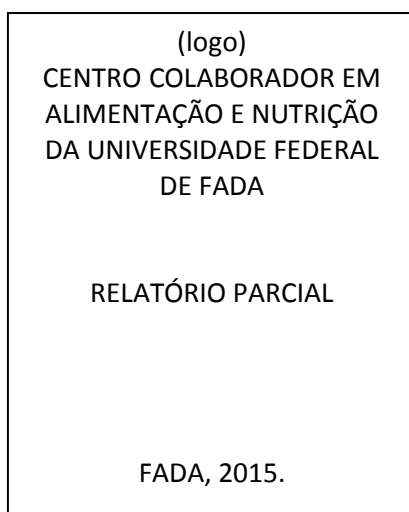 (logo)
CENTRO COLABORADOR EM
ALIMENTAÇÃO E NUTRIÇÃO
DA UNIVERSIDADE FEDERAL
DE FADA
RELATÓRIO PARCIAL
FADA, 2015.